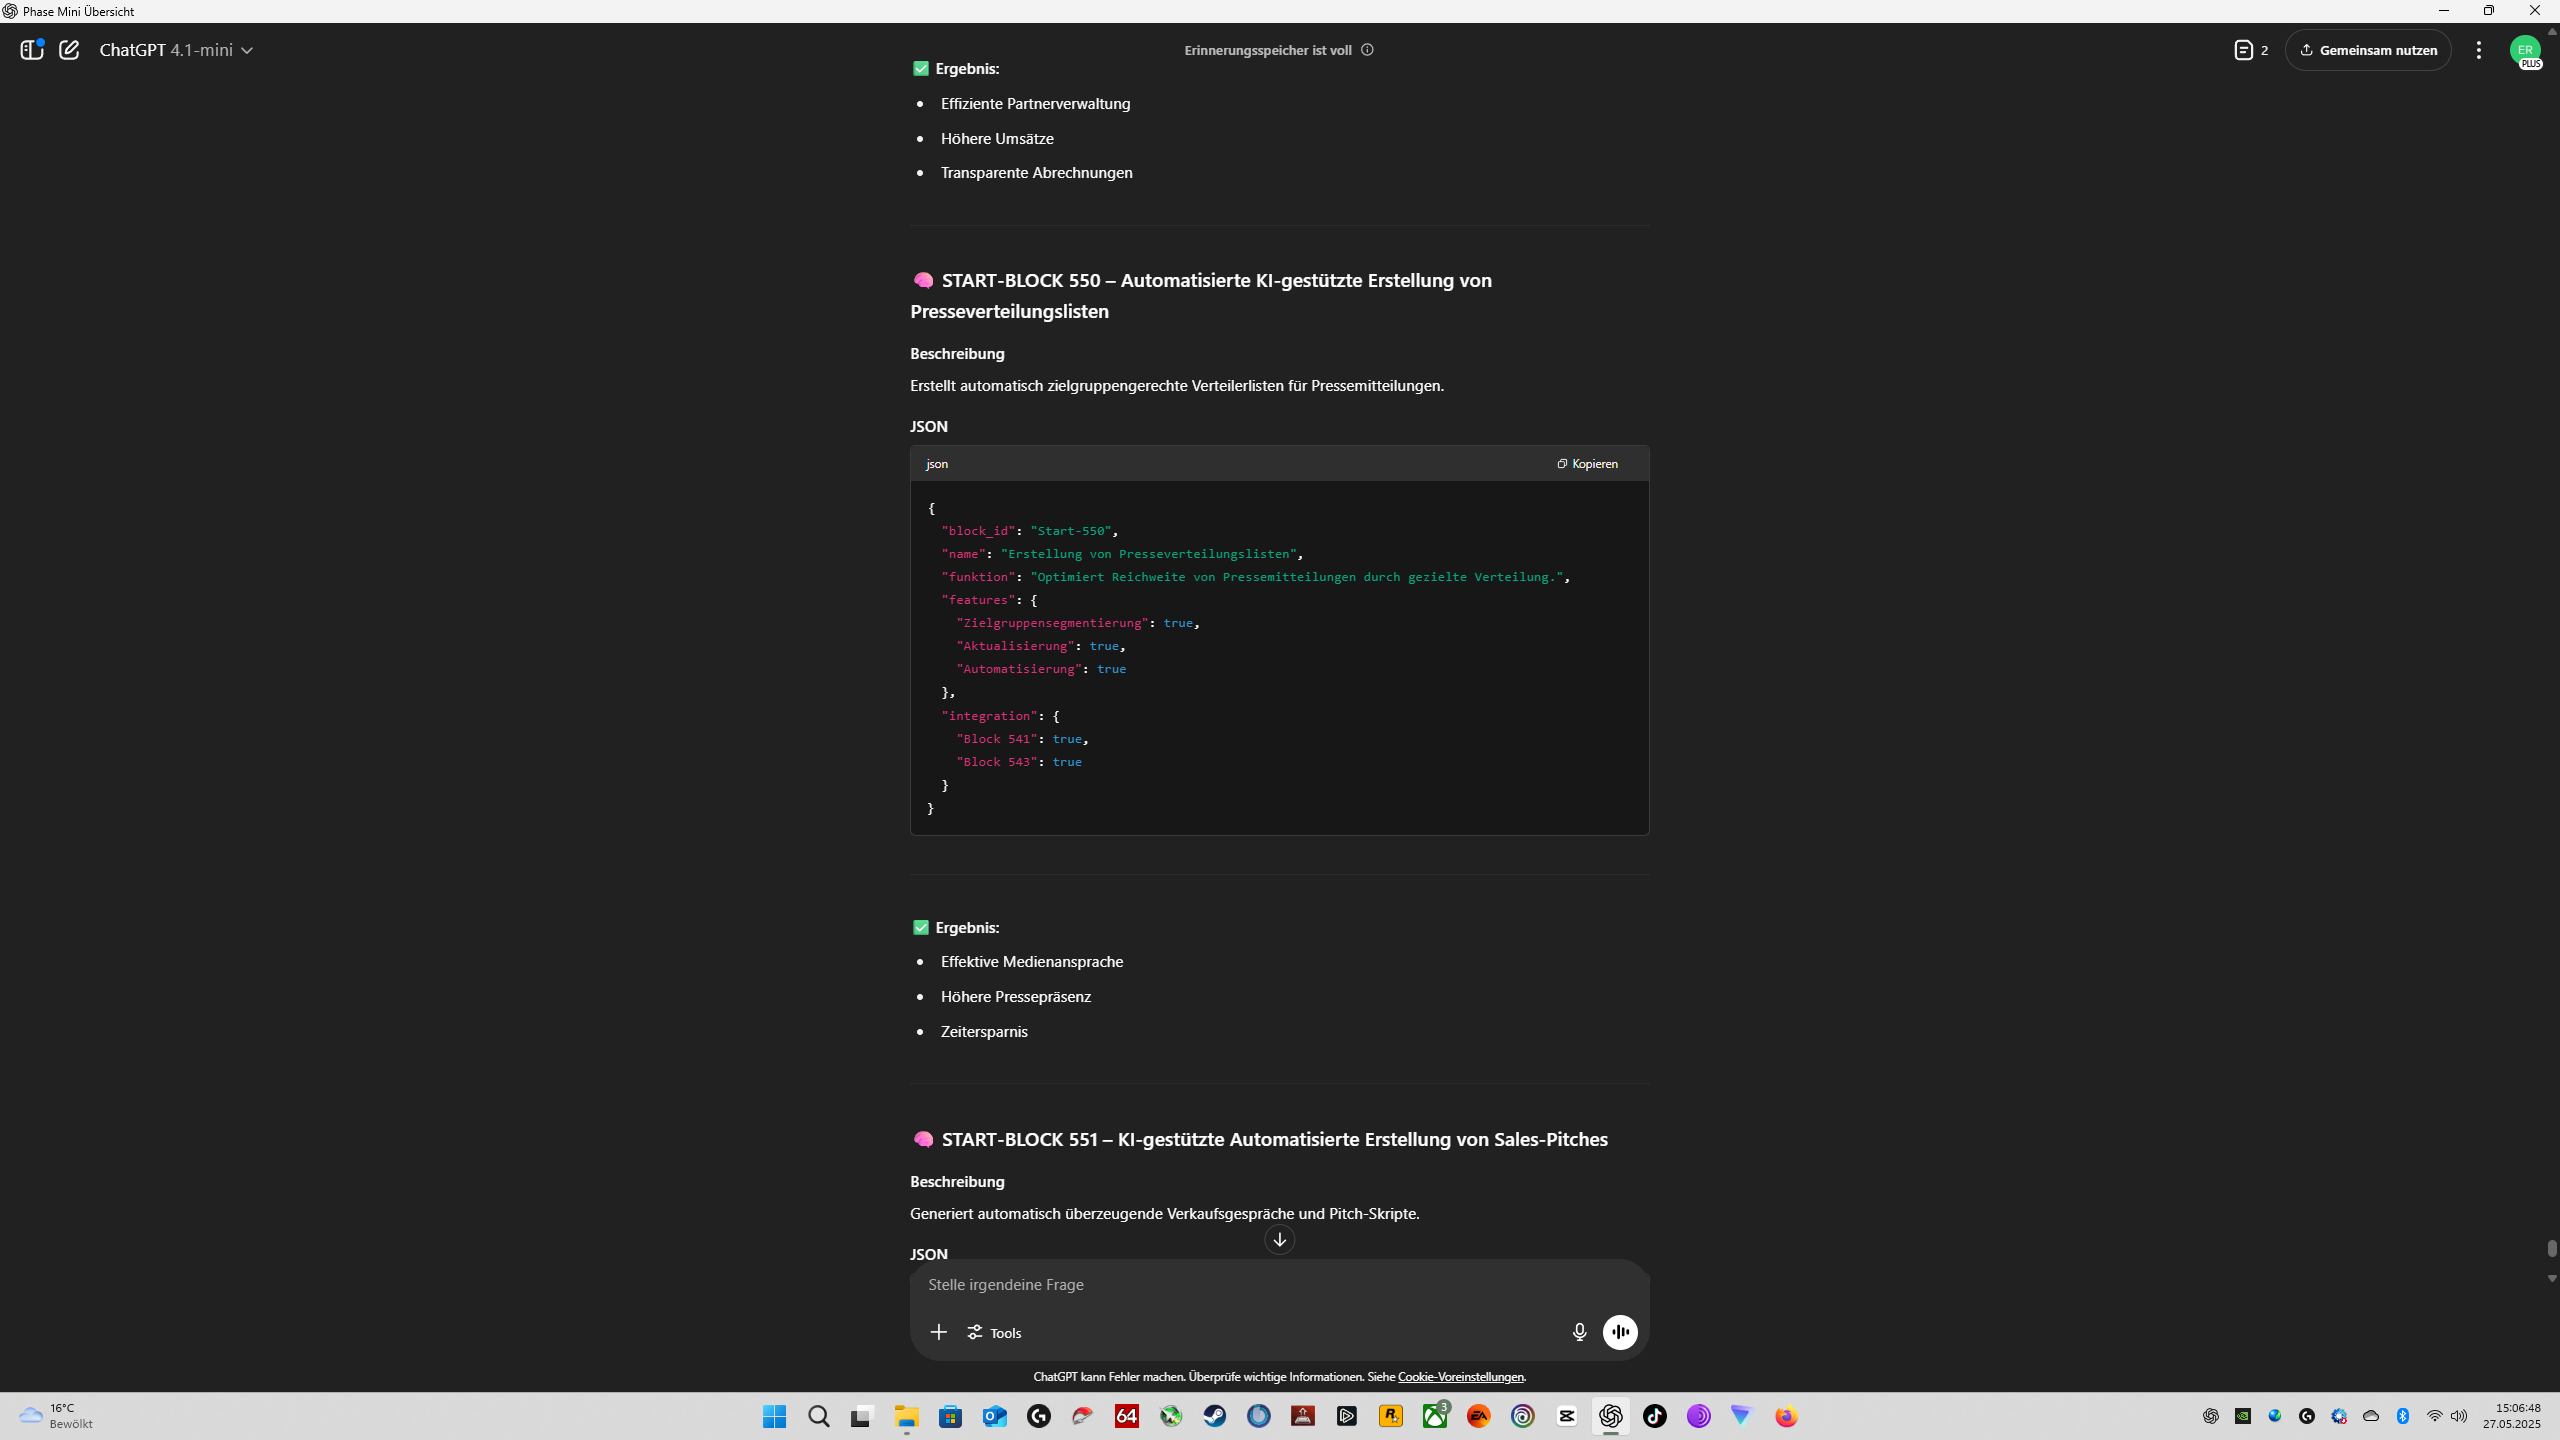 Phase Mini Übersicht
ChatGPT 4.1-mini
Erinnerungsspeicher ist voll
2
Gemeinsam nutzen
ER
PLUS
✅ Ergebnis:
• Effiziente Partnerverwaltung
• Höhere Umsätze
• Transparente Abrechnungen
🧠 START-BLOCK 550 – Automatisierte KI-gestützte Erstellung von
Presseverteilungslisten
Beschreibung
Erstellt automatisch zielgruppengerechte Verteilerlisten für Pressemitteilungen.
JSON
json
Kopieren
{
  "block_id": "Start-550",
  "name": "Erstellung von Presseverteilungslisten",
  "funktion": "Optimiert Reichweite von Pressemitteilungen durch gezielte Verteilung.",
  "features": {
    "Zielgruppensegmentierung": true,
    "Aktualisierung": true,
    "Automatisierung": true
  },
  "integration": {
    "Block 541": true,
    "Block 543": true
  }
}
✅ Ergebnis:
• Effektive Medienansprache
• Höhere Pressepräsenz
• Zeitersparnis
🧠 START-BLOCK 551 – KI-gestützte Automatisierte Erstellung von Sales-Pitches
Beschreibung
Generiert automatisch überzeugende Verkaufsgespräche und Pitch-Skripte.
JSON
Stelle irgendeine Frage
Tools
ChatGPT kann Fehler machen. Überprüfe wichtige Informationen. Siehe Cookie-Voreinstellungen.
16°C
Bewölkt
64
3
EA
15:06:48
27.05.2025